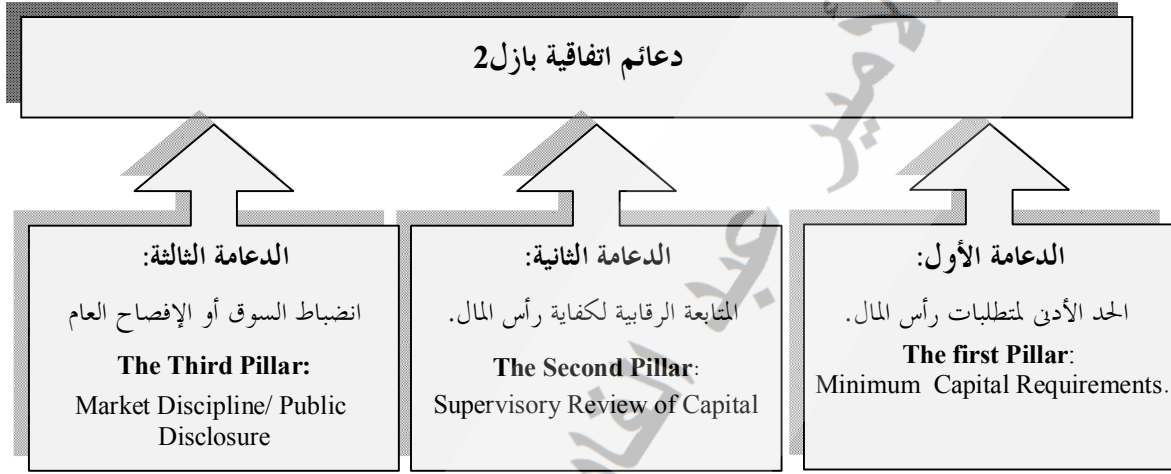 دعائم اتفاقية بازل2
الدعامة الأول:
الحد الأدنى لمتطلبات رأس المال.
The first Pillar:
Minimum Capital Requirements.
الدعامة الثانية:
المتابعة الرقابية لكفاية رأس المال.
The Second Pillar:
Supervisory Review of Capital
الدعامة الثالثة:
انضباط السوق أو الإفصاح العام
The Third Pillar:
Market Discipline/ Public
Disclosure